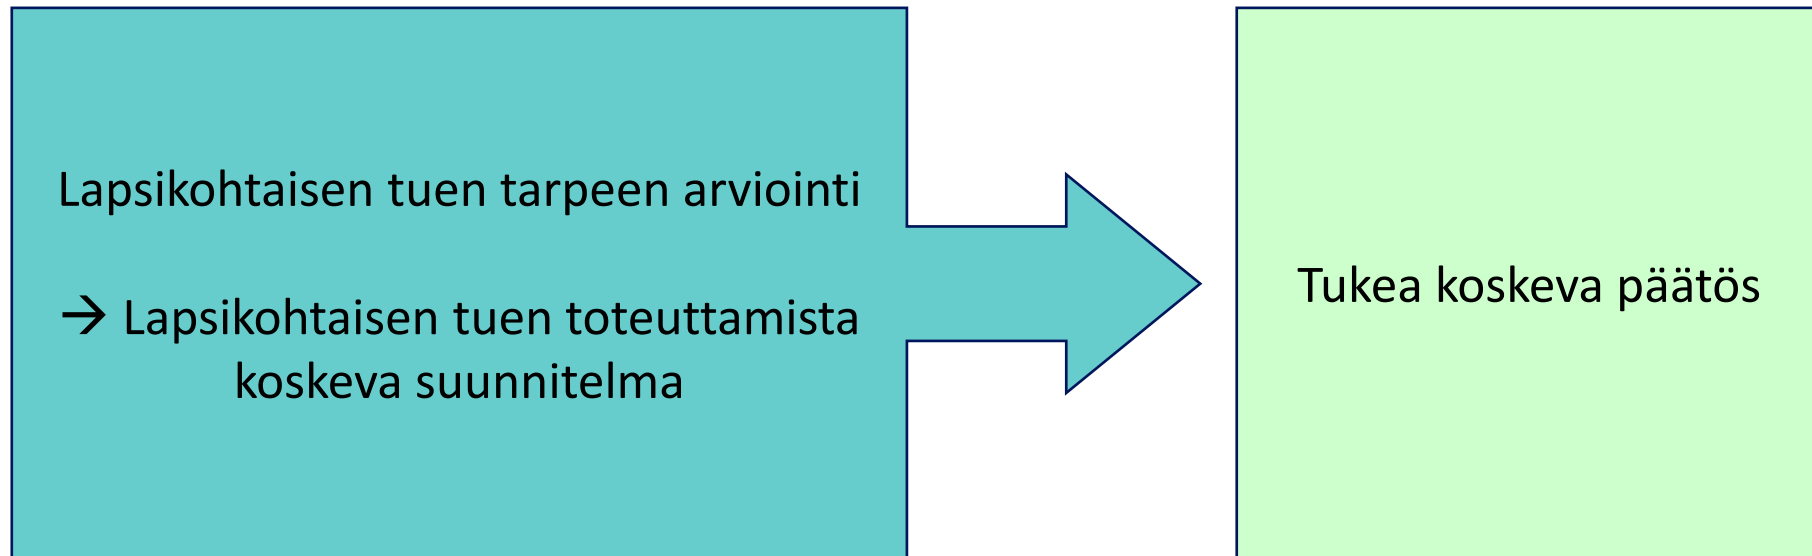 Lapsikohtaisen tuen tarpeen arviointi
→ Lapsikohtaisen tuen toteuttamista
koskeva suunnitelma
Tukea koskeva päätös